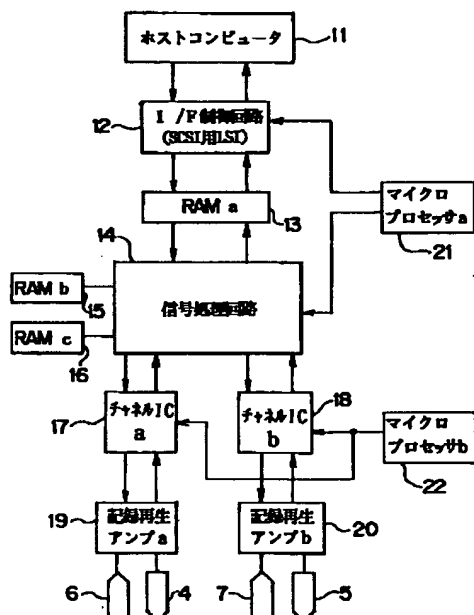 ホストコンピュータ
11
I/F制御回路
(SCSI用LSI)
12
RAM a
13
マイクロ
プロセッサa
21
14
信号処理回路
RAM b
15
RAM c
16
17
チャネルIC
a
チャネルIC
b
18
マイクロ
プロセッサb
22
19
記録再生
アンプa
記録再生
アンプb
20
6
4
7
5